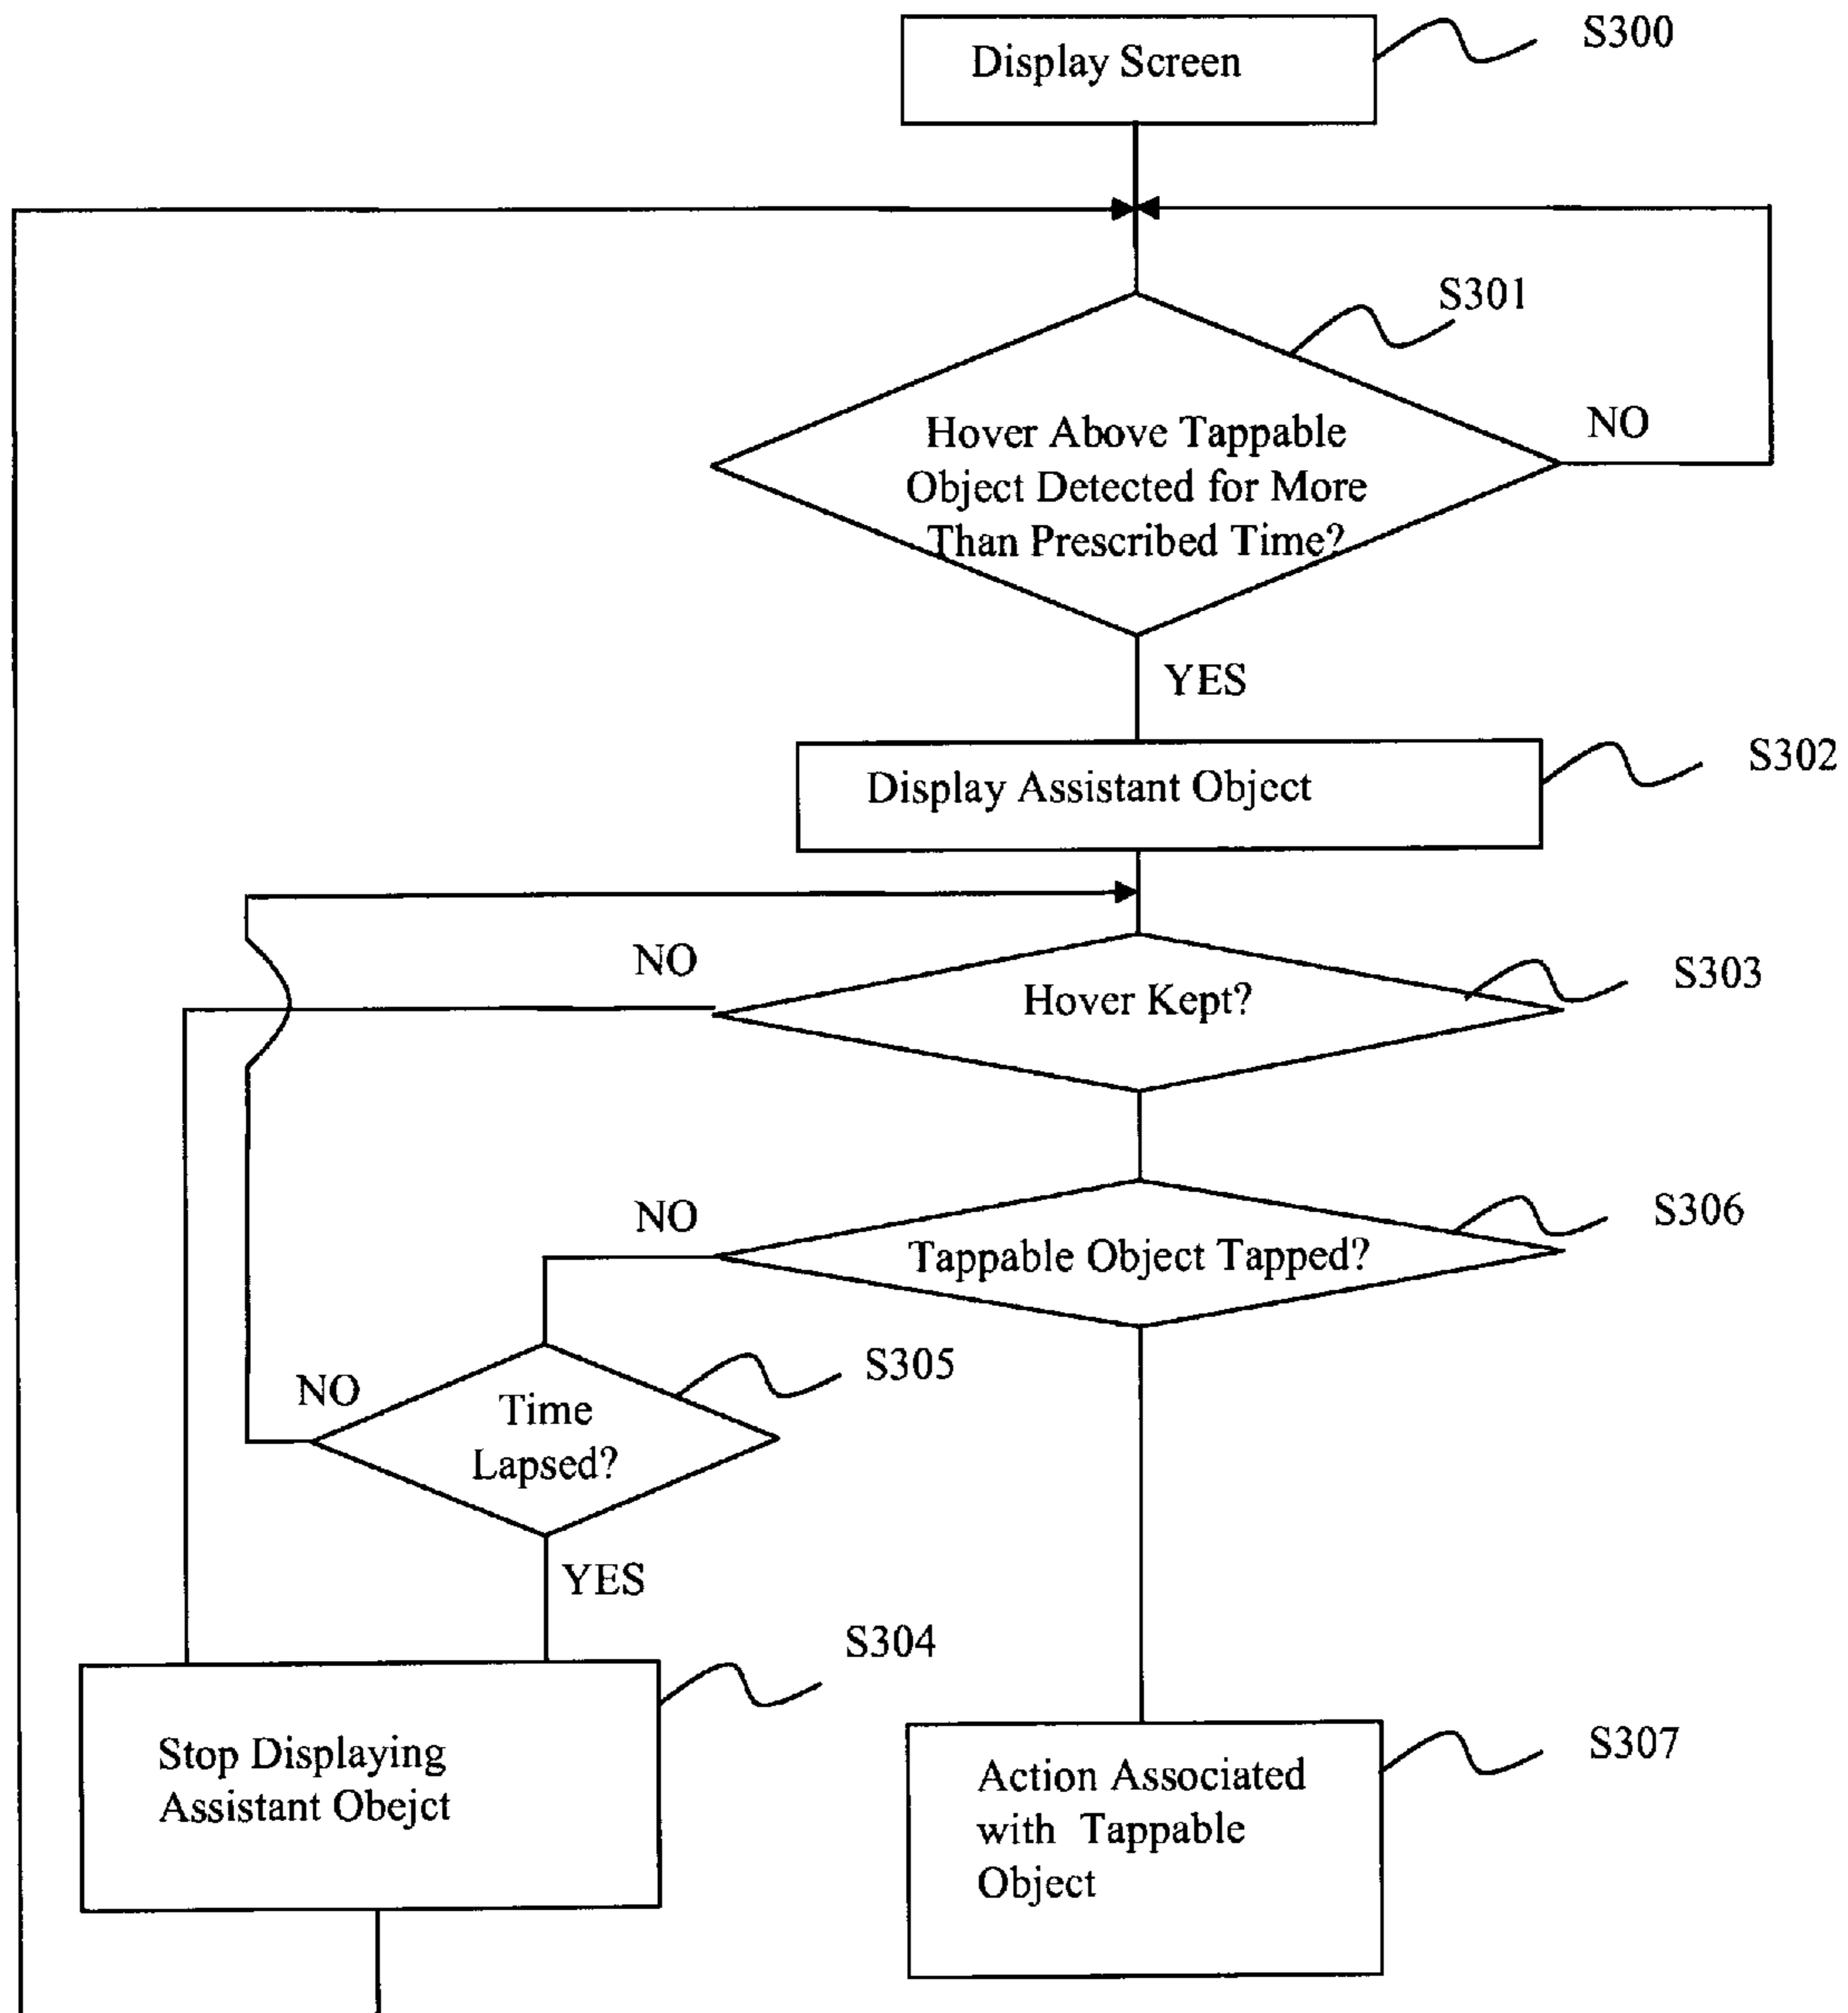 Display Screen
S300
S301
Hover Above Tappable
Object Detected for More
Than Prescribed Time?
NO
YES
Display Assistant Object
S302
NO
Hover Kept?
S303
NO
Tappable Object Tapped?
S306
NO
Time
Lapsed?
S305
YES
S304
Stop Displaying
Assistant Obejct
Action Associated
with Tappable
Object
S307